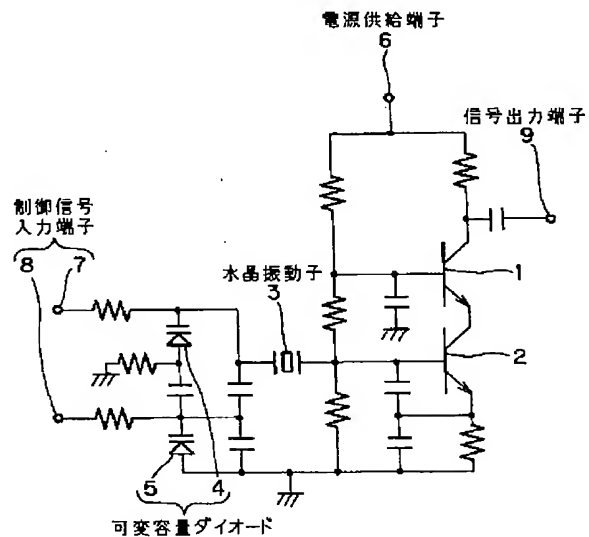 電源供給端子
6
信号出力端子
9
制御信号
入力端子
8 7
水晶振動子
3
1
2
5 4
可変容量ダイオード